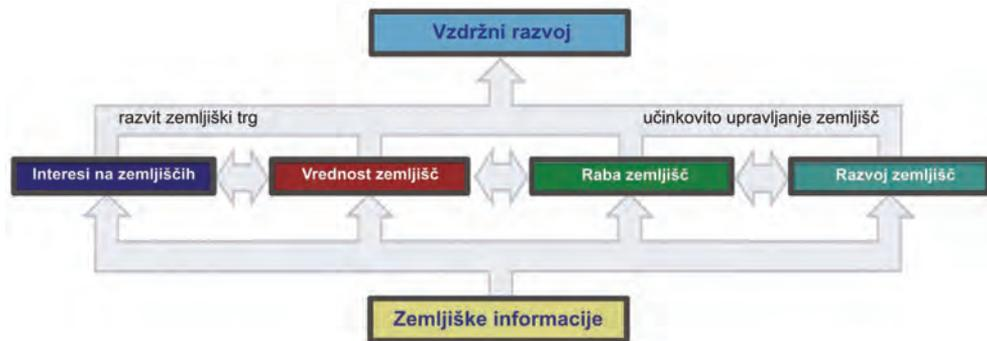 Vzdržni razvoj
razvit zemljiški trg
učinkovito upravljanje zemljišč
Interesi na zemljiščih
Vrednost zemljišč
Raba zemljišč
Razvoj zemljišč
Zemljiške informacije